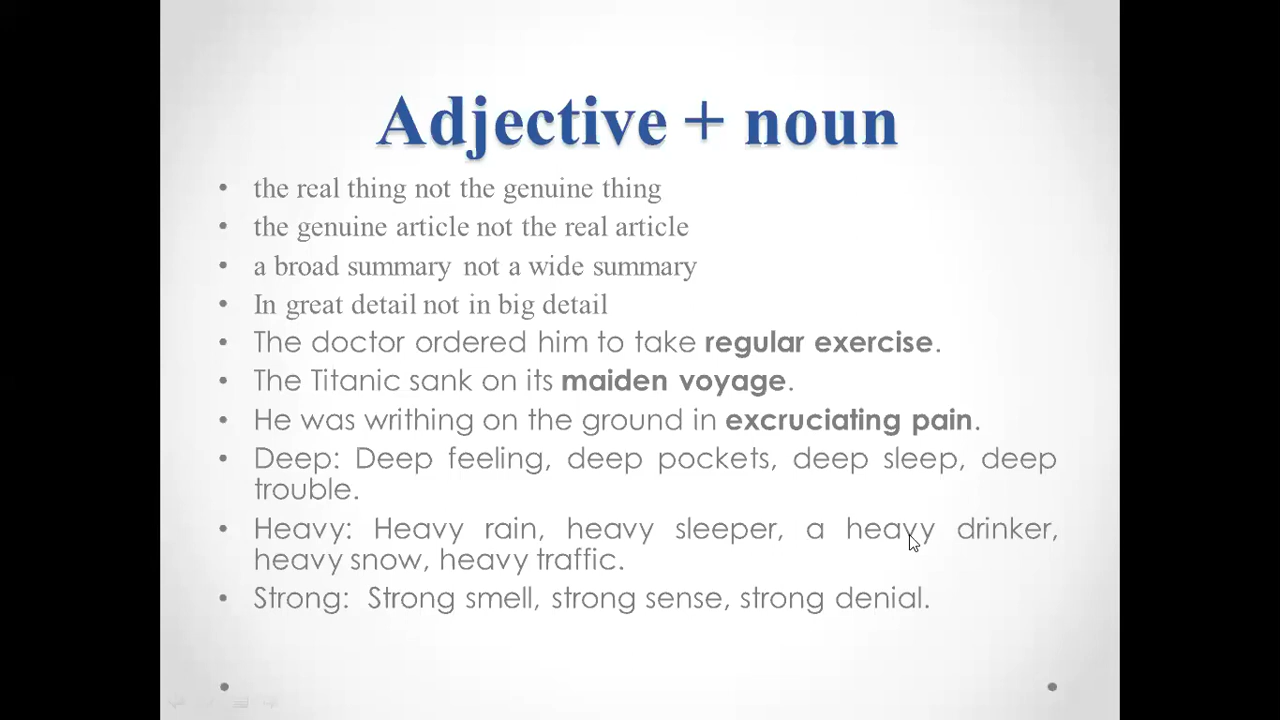 Adjective + noun
• the real thing not the genuine thing
• the genuine article not the real article
• a broad summary not a wide summary
• In great detail not in big detail
• The doctor ordered him to take regular exercise.
• The Titanic sank on its maiden voyage.
• He was writhing on the ground in excruciating pain.
• Deep: Deep feeling, deep pockets, deep sleep, deep
trouble.
• Heavy: Heavy rain, heavy sleeper, a heavy drinker,
heavy snow, heavy traffic.
• Strong: Strong smell, strong sense, strong denial.